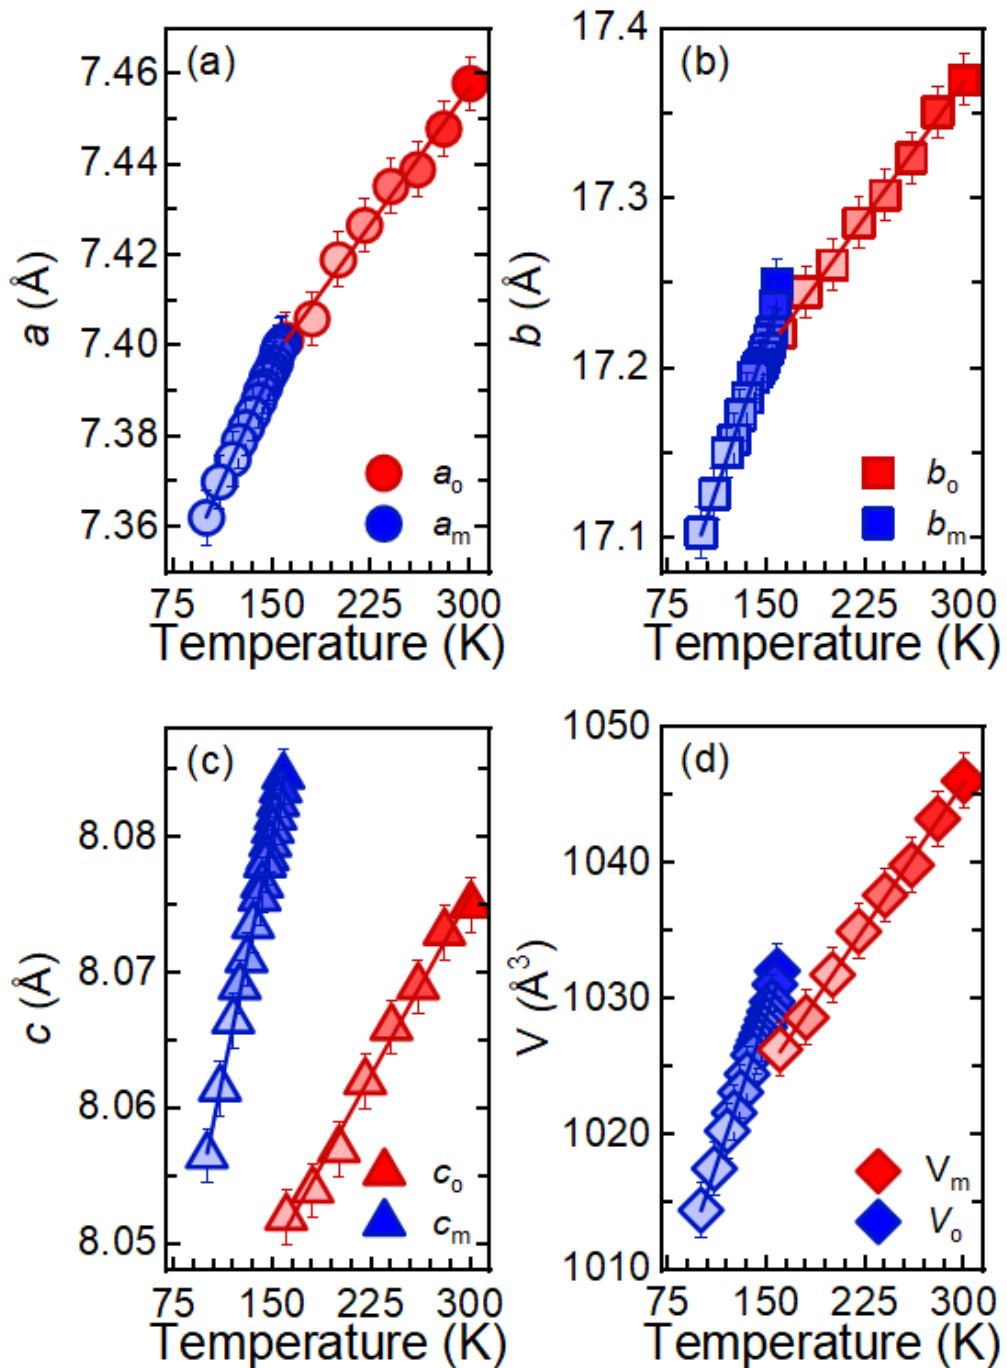 (a)
7.46
7.44
7.42
7.40
7.38
7.36
a (Å)
a_o
a_m
75 150 225 300
Temperature (K)
(b)
17.4
17.3
17.2
17.1
b (Å)
b_o
b_m
75 150 225 300
Temperature (K)
(c)
8.08
8.07
8.06
8.05
c (Å)
c_o
c_m
75 150 225 300
Temperature (K)
(d)
1050
1040
1030
1020
1010
V (Å³)
V_m
V_o
75 150 225 300
Temperature (K)